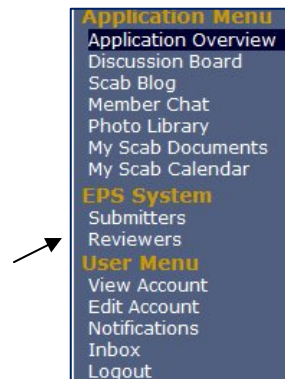 Application Menu
Application Overview
Discussion Board
Scab Blog
Member Chat
Photo Library
My Scab Documents
My Scab Calendar
EPS System
Submitters
Reviewers
User Menu
View Account
Edit Account
Notifications
Inbox
Logout